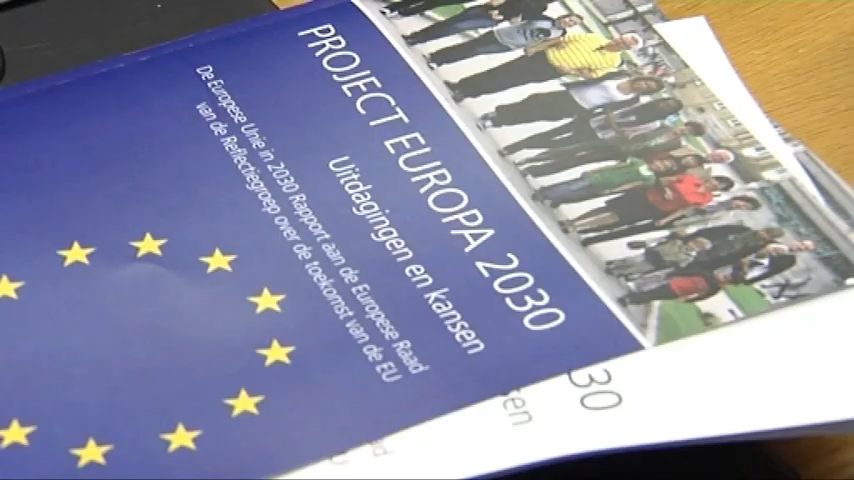 PROJECT EUROPA 2030
Uitdagingen en kansen
De Europese Unie in 2030 Rapport aan de Europese Raad
van de Reflectiegroep over de toekomst van de EU
30
en